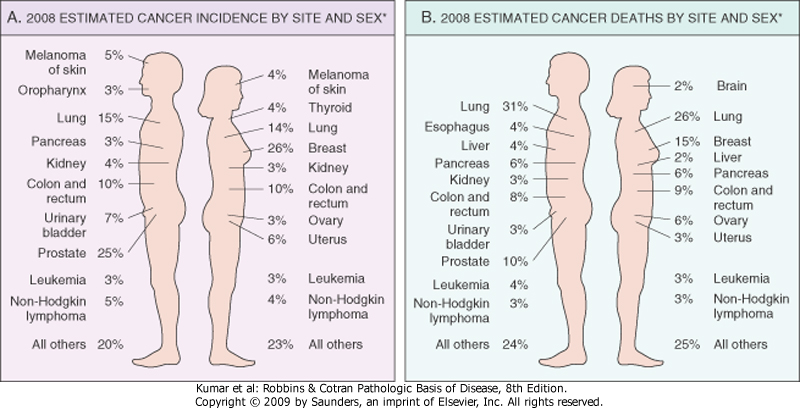 A. 2008 ESTIMATED CANCER INCIDENCE BY SITE AND SEX*
Melanoma of skin 5%
Oropharynx 3%
Lung 15%
Pancreas 3%
Kidney 4%
Colon and rectum 10%
Urinary bladder 7%
Prostate 25%
Leukemia 3%
Non-Hodgkin lymphoma 5%
All others 20%
4% Melanoma of skin
4% Thyroid
14% Lung
26% Breast
3% Kidney
10% Colon and rectum
3% Ovary
6% Uterus
3% Leukemia
4% Non-Hodgkin lymphoma
23% All others
B. 2008 ESTIMATED CANCER DEATHS BY SITE AND SEX*
Lung 31%
Esophagus 4%
Liver 4%
Pancreas 6%
Kidney 3%
Colon and rectum 8%
Urinary bladder 3%
Prostate 10%
Leukemia 4%
Non-Hodgkin lymphoma 3%
All others 24%
2% Brain
26% Lung
15% Breast
2% Liver
6% Pancreas
9% Colon and rectum
6% Ovary
3% Uterus
3% Leukemia
3% Non-Hodgkin lymphoma
25% All others
Kumar et al: Robbins & Cotran Pathologic Basis of Disease, 8th Edition.
Copyright © 2009 by Saunders, an imprint of Elsevier, Inc. All rights reserved.